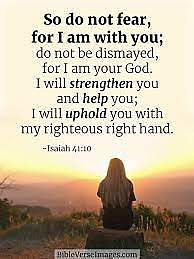 So do not fear,
for I am with you;
do not be dismayed,
for I am your God.
I will strengthen you
and help you;
I will uphold you with
my righteous right hand.
-Isaiah 41:10
BibleVerseImages.com